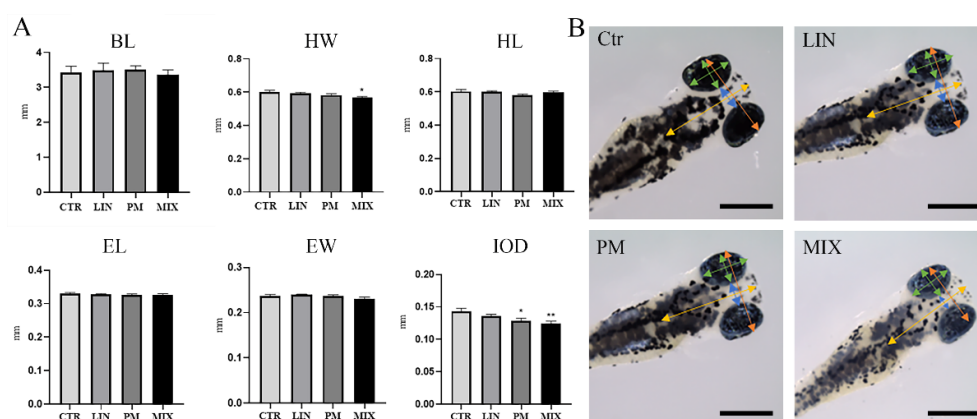 A
BL
mm
4
3
2
1
0
CTR LIN PM MIX
HW
mm
0.8
0.6
0.4
0.2
0.0
*
CTR LIN PM MIX
HL
mm
0.8
0.6
0.4
0.2
0.0
CTR LIN PM MIX
EL
mm
0.4
0.3
0.2
0.1
0.0
CTR LIN PM MIX
EW
mm
0.3
0.2
0.1
0.0
CTR LIN PM MIX
IOD
mm
0.20
0.15
0.10
0.05
0.00
* **
CTR LIN PM MIX
B
Ctr
LIN
PM
MIX